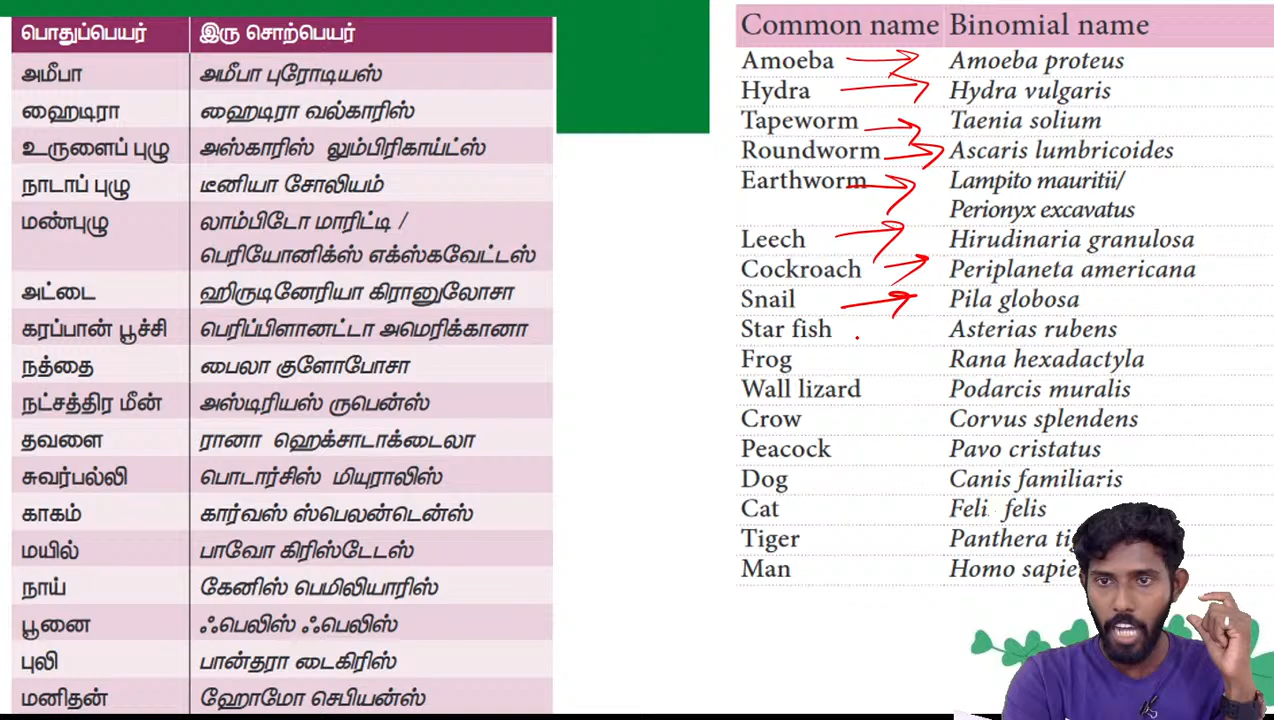 பொதுப்பெயர் இரு சொற்பெயர்
அமீபா அமீபா புரோடியஸ்
ஹைடிரா ஹைடிரா வல்காரிஸ்
உருளைப் புழு அஸ்காரிஸ் லும்பிரிகாய்ட்ஸ்
நாடாப் புழு டீனியா சோலியம்
மண்புழு லாம்பிடோ மாரிட்டி /
பெரியோனிக்ஸ் எக்ஸ்கவேட்டஸ்
அட்டை ஹிருடினேரியா கிரானுலோசா
கரப்பான் பூச்சி பெரிப்பிளானட்டா அமெரிக்கானா
நத்தை பைலா குளோபோசா
நட்சத்திர மீன் அஸ்டிரியஸ் ருபென்ஸ்
தவளை ரானா ஹெக்சாடாக்டைலா
சுவர்பல்லி பொடார்சிஸ் மியுராலிஸ்
காகம் கார்வஸ் ஸ்பெலன்டென்ஸ்
மயில் பாவோ கிரிஸ்டேடஸ்
நாய் கேனிஸ் பெமிலியாரிஸ்
பூனை ஃபெலிஸ் ஃபெலிஸ்
புலி பான்தரா டைகிரிஸ்
மனிதன் ஹோமோ செபியன்ஸ்
Common name Binomial name
Amoeba Amoeba proteus
Hydra Hydra vulgaris
Tapeworm Taenia solium
Roundworm Ascaris lumbricoides
Earthworm Lampito mauritii/
Perionyx excavatus
Leech Hirudinaria granulosa
Cockroach Periplaneta americana
Snail Pila globosa
Star fish Asterias rubens
Frog Rana hexadactyla
Wall lizard Podarcis muralis
Crow Corvus splendens
Peacock Pavo cristatus
Dog Canis familiaris
Cat felis
Tiger Panthera
Man Homo